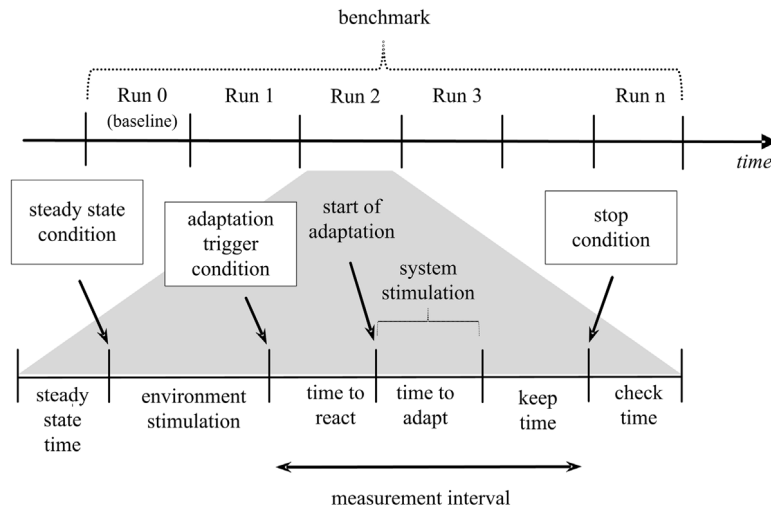 benchmark
Run 0
(baseline)
Run 1
Run 2
Run 3
Run n
time
steady state
condition
adaptation
trigger
condition
start of
adaptation
system
stimulation
stop
condition
steady
state
time
environment
stimulation
time to
react
time to
adapt
keep
time
check
time
measurement interval